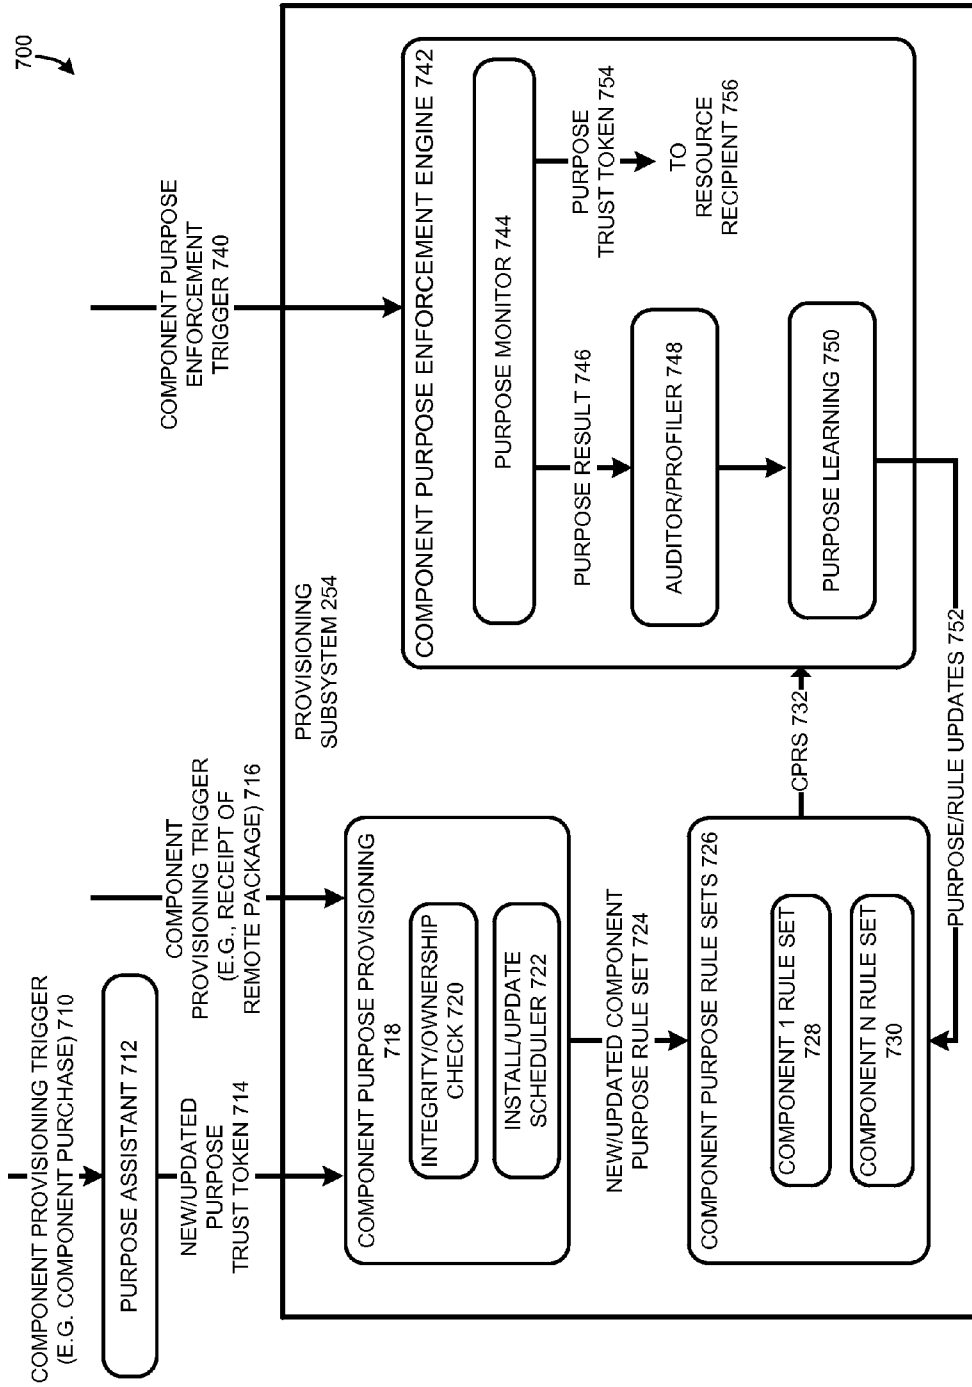 700
COMPONENT PROVISIONING TRIGGER
(E.G. COMPONENT PURCHASE) 710
PURPOSE ASSISTANT 712
NEW/UPDATED
PURPOSE
TRUST TOKEN 714
COMPONENT
PROVISIONING TRIGGER
(E.G., RECEIPT OF
REMOTE PACKAGE) 716
COMPONENT PURPOSE
ENFORCEMENT
TRIGGER 740
PROVISIONING
SUBSYSTEM 254
COMPONENT PURPOSE PROVISIONING
718
INTEGRITY/OWNERSHIP
CHECK 720
INSTALL/UPDATE
SCHEDULER 722
NEW/UPDATED COMPONENT
PURPOSE RULE SET 724
COMPONENT PURPOSE RULE SETS 726
COMPONENT 1 RULE SET
728
COMPONENT N RULE SET
730
CPRS 732
COMPONENT PURPOSE ENFORCEMENT ENGINE 742
PURPOSE MONITOR 744
PURPOSE RESULT 746
PURPOSE
TRUST TOKEN 754
TO
RESOURCE
RECIPIENT 756
AUDITOR/PROFILER 748
PURPOSE LEARNING 750
PURPOSE/RULE UPDATES 752